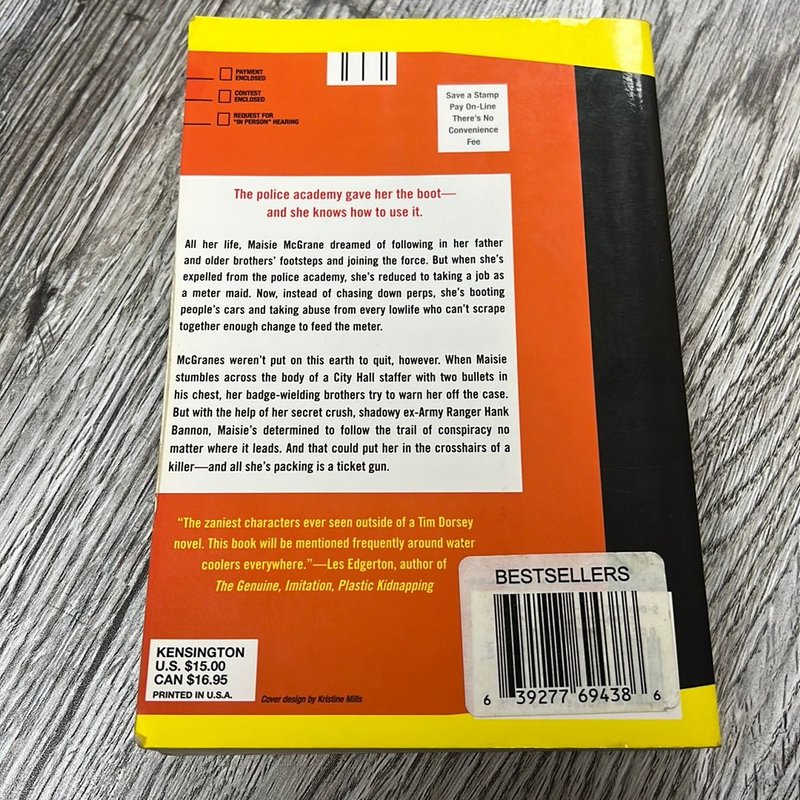 PAYMENT
ENCLOSED
CONTEST
ENCLOSED
REQUEST FOR
"IN PERSON" HEARING
Save a Stamp
Pay On-Line
There's No
Convenience
Fee
The police academy gave her the boot—
and she knows how to use it.
All her life, Maisie McGrane dreamed of following in her father
and older brothers' footsteps and joining the force. But when she's
expelled from the police academy, she's reduced to taking a job as
a meter maid. Now, instead of chasing down perps, she's booting
people's cars and taking abuse from every lowlife who can't scrape
together enough change to feed the meter.
McGranes weren't put on this earth to quit, however. When Maisie
stumbles across the body of a City Hall staffer with two bullets in
his chest, her badge-wielding brothers try to warn her off the case.
But with the help of her secret crush, shadowy ex-Army Ranger Hank
Bannon, Maisie's determined to follow the trail of conspiracy no
matter where it leads. And that could put her in the crosshairs of a
killer—and all she's packing is a ticket gun.
"The zaniest characters ever seen outside of a Tim Dorsey
novel. This book will be mentioned frequently around water
coolers everywhere."—Les Edgerton, author of
The Genuine, Imitation, Plastic Kidnapping
BESTSELLERS
6 39277 69438 6
KENSINGTON
U.S. $15.00
CAN $16.95
PRINTED IN U.S.A.
Cover design by Kristine Mills